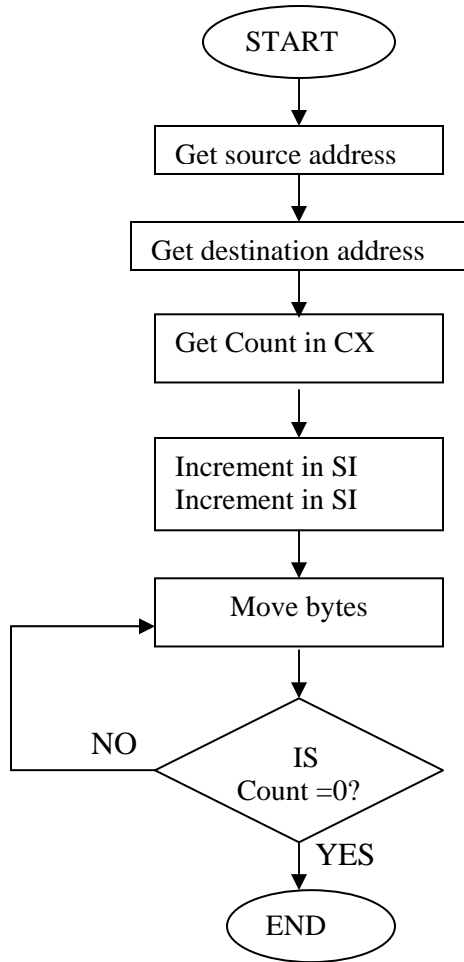 START
Get source address
Get destination address
Get Count in CX
Increment in SI
Increment in SI
Move bytes
NO
IS
Count =0?
YES
END